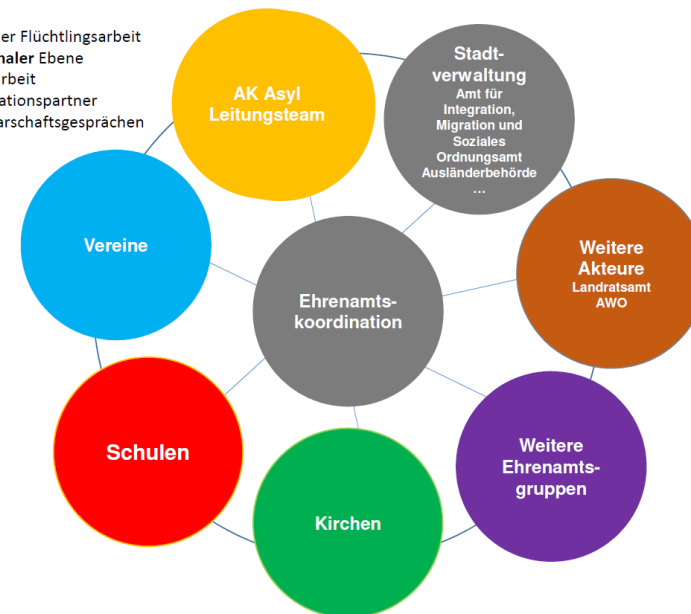 er Flüchtlingsarbeit
naler Ebene
rbeit
ationspartner
arschaftsgesprächen
AK Asyl
Leitungsteam
Stadt-
verwaltung
Amt für
Integration,
Migration und
Soziales
Ordnungsamt
Ausländerbehörde
...
Vereine
Ehrenamts-
koordination
Weitere
Akteure
Landratsamt
AWO
Schulen
Kirchen
Weitere
Ehrenamts-
gruppen